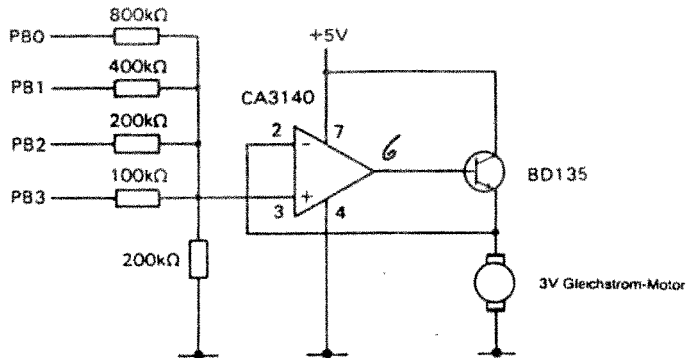 800kΩ
PB0
+5V
400kΩ
PB1
CA3140
200kΩ
PB2
2
-
7
6
100kΩ
PB3
BD135
3
+
4
200kΩ
3V Gleichstrom-Motor